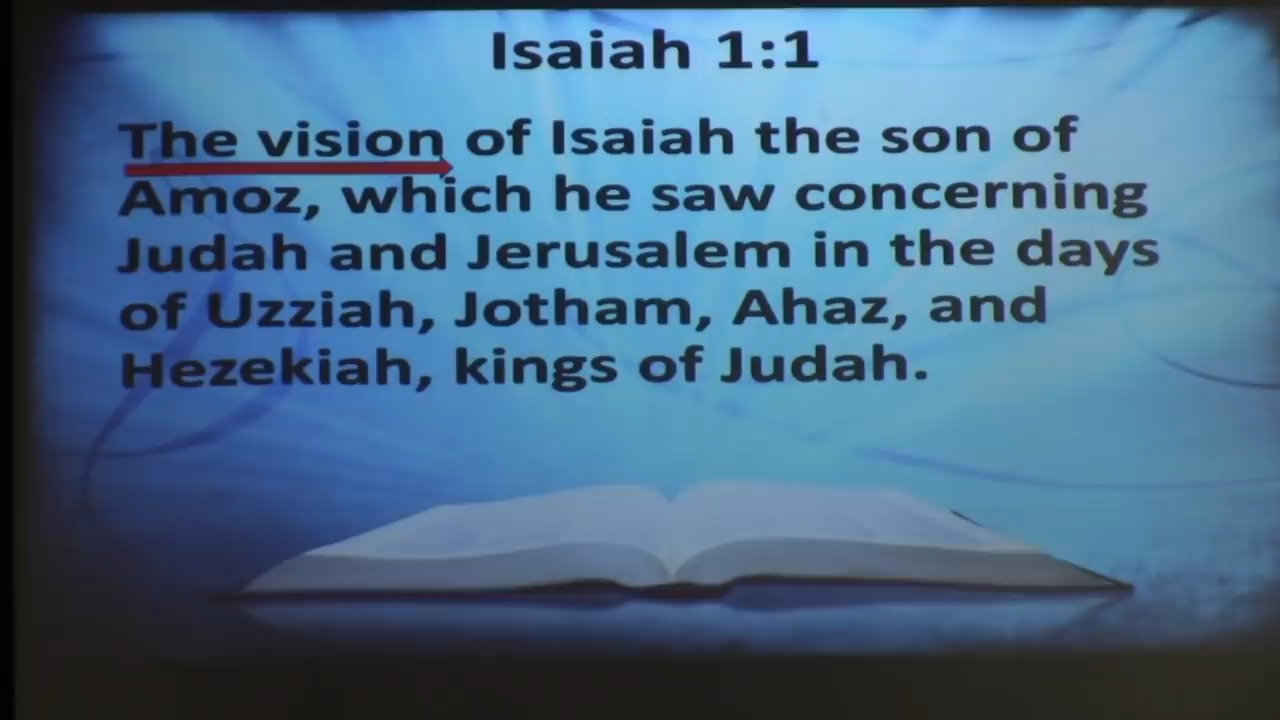 Isaiah 1:1
The vision of Isaiah the son of
Amoz, which he saw concerning
Judah and Jerusalem in the days
of Uzziah, Jotham, Ahaz, and
Hezekiah, kings of Judah.